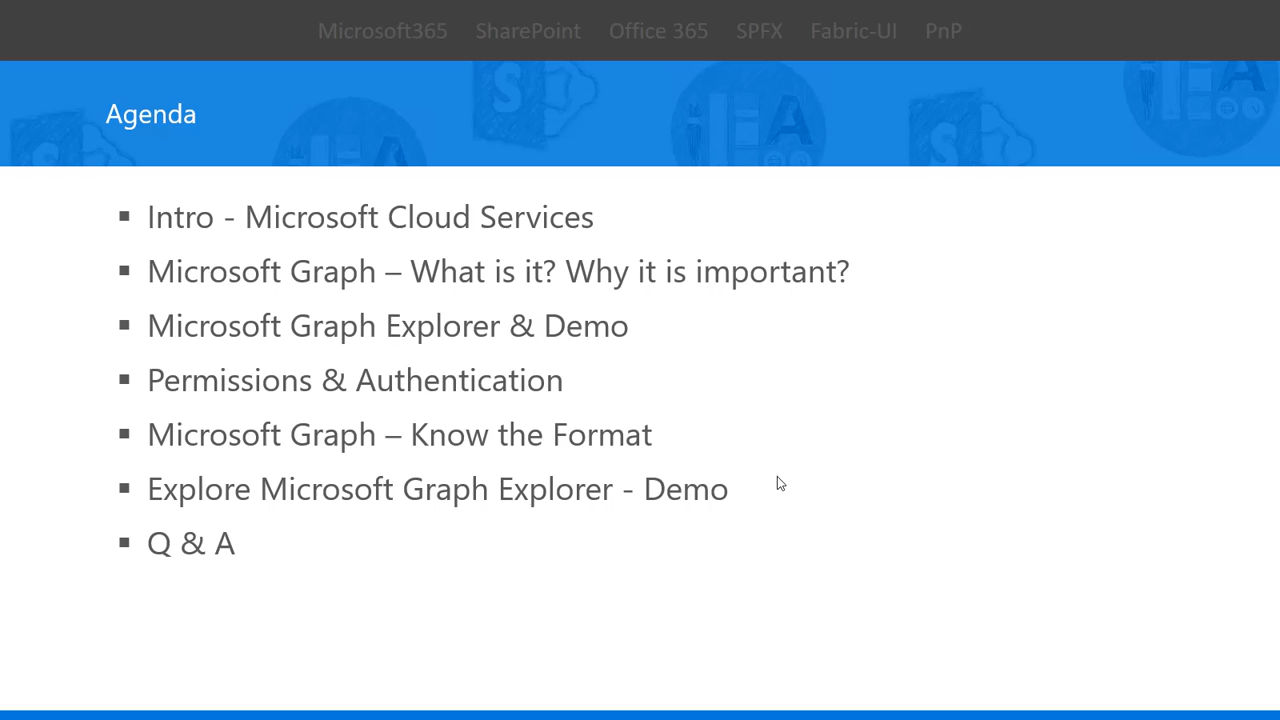 Microsoft365 SharePoint Office 365 SPFX Fabric-UI PnP
Agenda
▪ Intro - Microsoft Cloud Services
▪ Microsoft Graph – What is it? Why it is important?
▪ Microsoft Graph Explorer & Demo
▪ Permissions & Authentication
▪ Microsoft Graph – Know the Format
▪ Explore Microsoft Graph Explorer - Demo
▪ Q & A